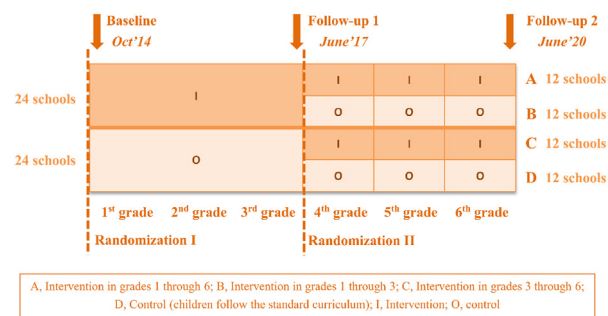 Baseline
Oct'14
Follow-up 1
June'17
Follow-up 2
June'20
24 schools
I
I I I
A 12 schools
O O O
B 12 schools
24 schools
O
I I I
C 12 schools
O O O
D 12 schools
1st grade 2nd grade 3rd grade 4th grade 5th grade 6th grade
Randomization I
Randomization II
A, Intervention in grades 1 through 6; B, Intervention in grades 1 through 3; C, Intervention in grades 3 through 6;
D, Control (children follow the standard curriculum); I, Intervention; O, control